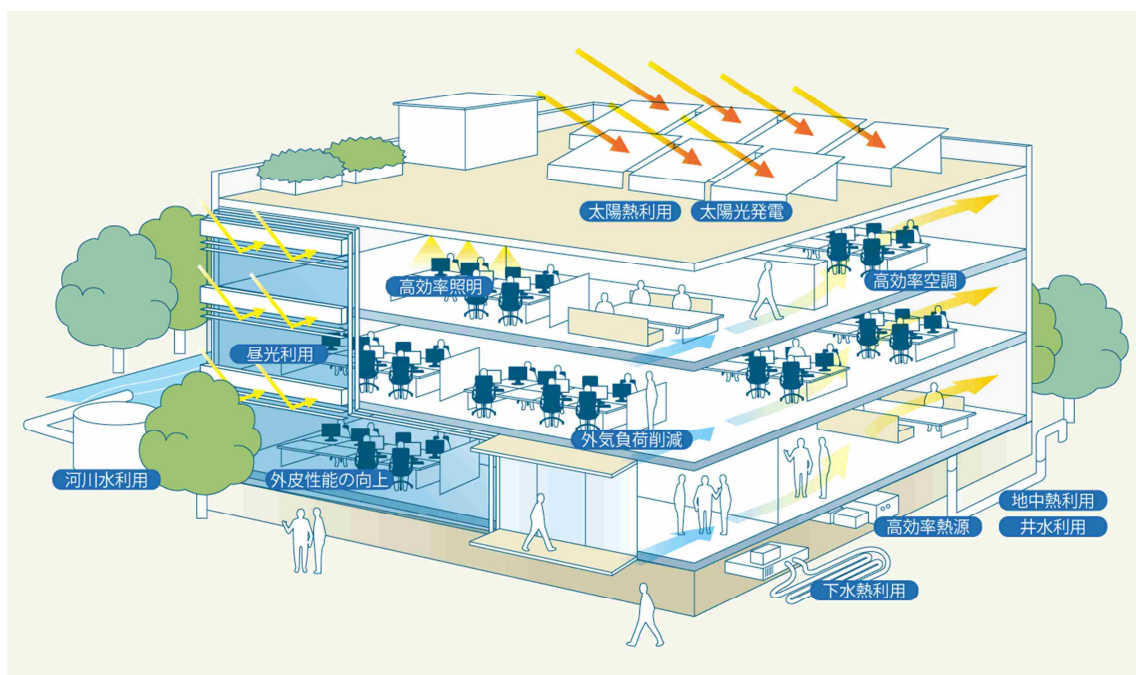 太陽熱利用
太陽光発電
高効率照明
高効率空調
昼光利用
外気負荷削減
河川水利用
外皮性能の向上
地中熱利用
高効率熱源
井水利用
下水熱利用